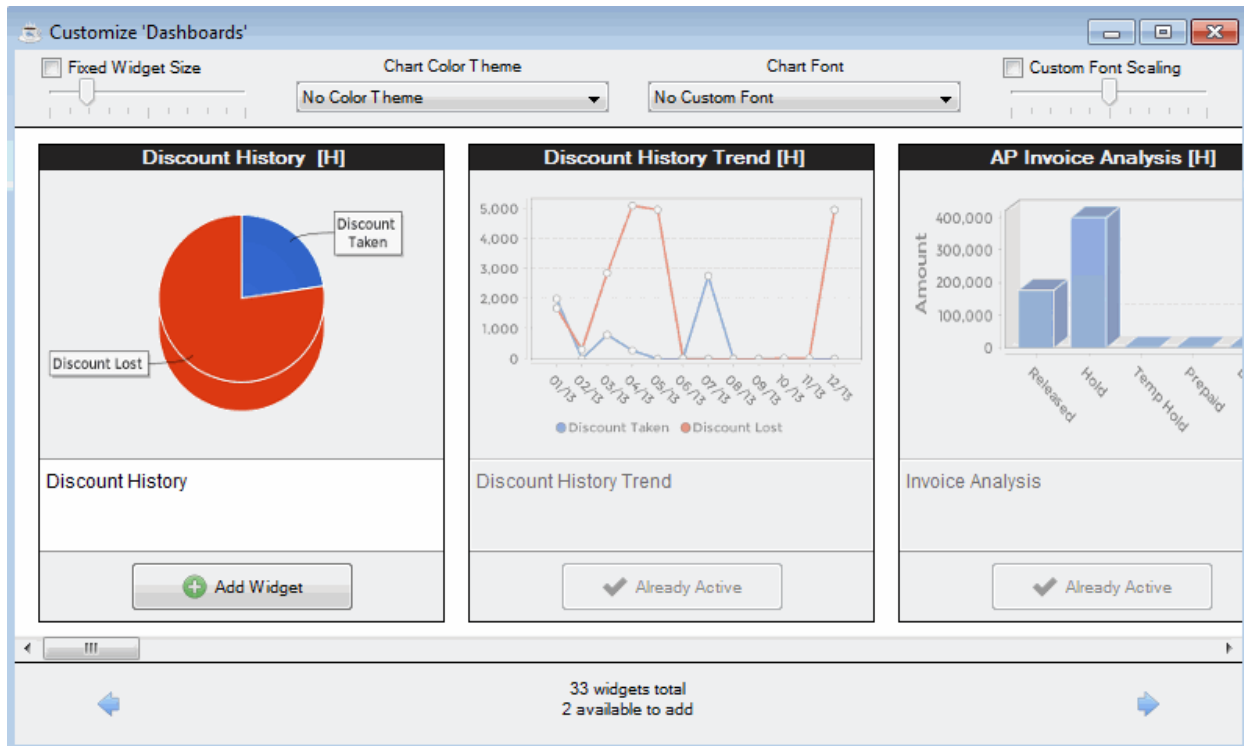 Customize 'Dashboards'
Fixed Widget Size
Chart Color Theme
Chart Font
Custom Font Scaling
No Color Theme
No Custom Font
Discount History [H]
Discount
Taken
Discount Lost
Discount History
Add Widget
Discount History Trend [H]
5,000
4,000
3,000
2,000
1,000
0
01/13
02/13
03/13
04/13
05/13
06/13
07/13
08/13
09/13
10/13
11/13
12/13
Discount Taken
Discount Lost
Discount History Trend
Already Active
AP Invoice Analysis [H]
Amount
400,000
300,000
200,000
100,000
0
Released
Hold
Temp Hold
Prepaid
Invoice Analysis
Already Active
33 widgets total
2 available to add